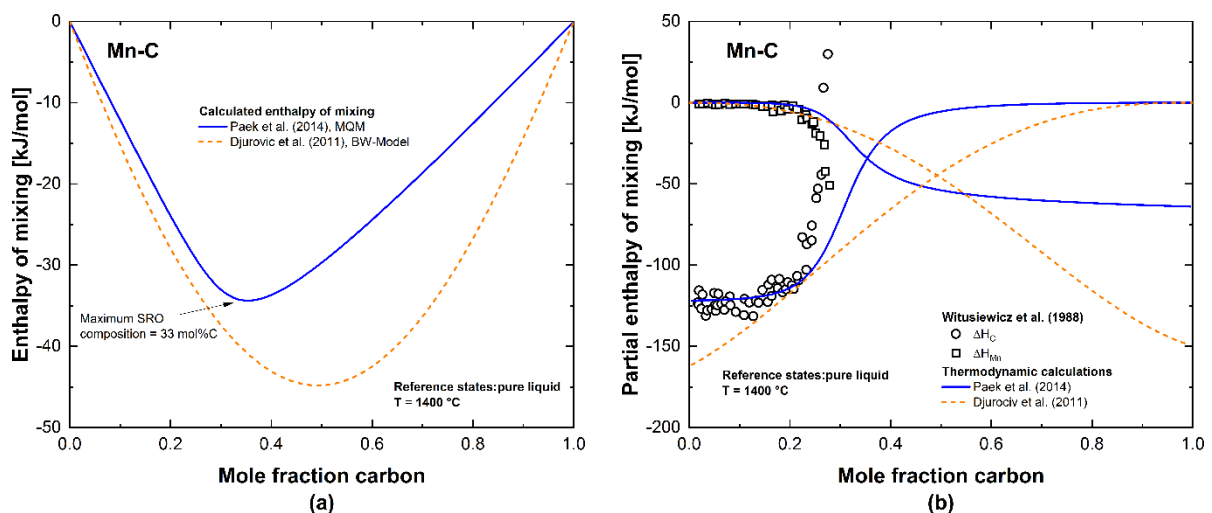 Mn-C
Calculated enthalpy of mixing
Paek et al. (2014), MQM
Djurovic et al. (2011), BW-Model
Maximum SRO
composition = 33 mol%C
Reference states:pure liquid
T = 1400 °C
Enthalpy of mixing [kJ/mol]
0
-10
-20
-30
-40
-50
0.0 0.2 0.4 0.6 0.8 1.0
Mole fraction carbon
(a)
Mn-C
Witusiewicz et al. (1988)
ΔH_C
ΔH_Mn
Thermodynamic calculations
Paek et al. (2014)
Djurociv et al. (2011)
Reference states:pure liquid
T = 1400 °C
Partial enthalpy of mixing [kJ/mol]
50
0
-50
-100
-150
-200
0.0 0.2 0.4 0.6 0.8 1.0
Mole fraction carbon
(b)